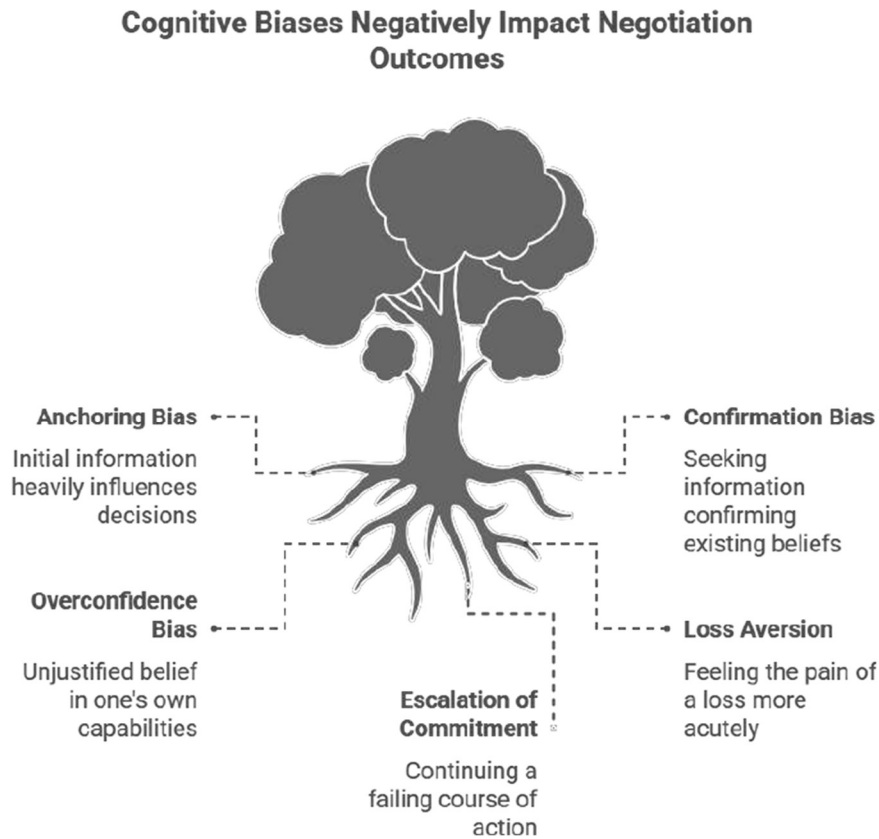 Cognitive Biases Negatively Impact Negotiation
Outcomes
Anchoring Bias
Initial information
heavily influences
decisions
Confirmation Bias
Seeking
information
confirming
existing beliefs
Overconfidence
Bias
Unjustified belief
in one's own
capabilities
Loss Aversion
Feeling the pain of
a loss more
acutely
Escalation of
Commitment
Continuing a
failing course of
action